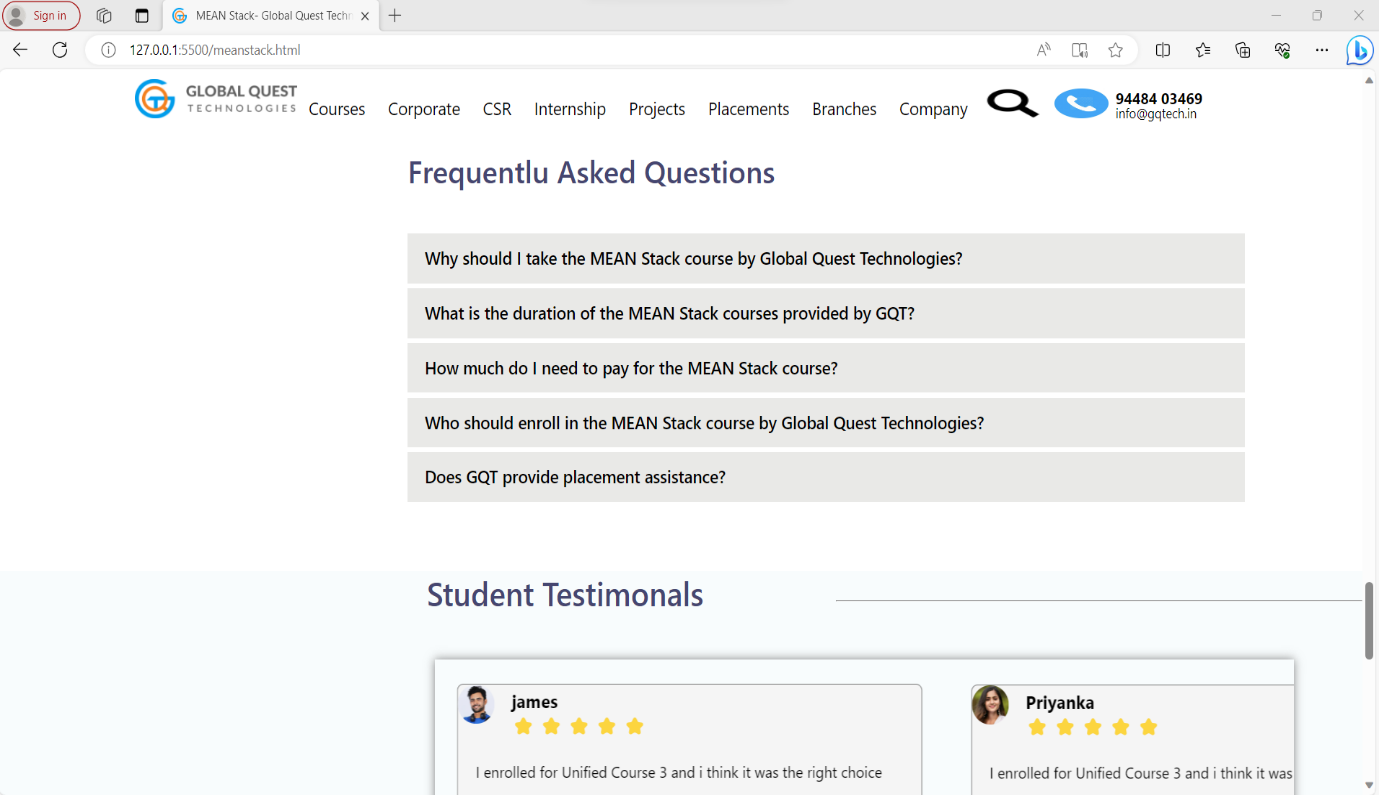 Sign in
MEAN Stack- Global Quest Techn
127.0.0.1:5500/meanstack.html
GLOBAL QUEST
TECHNOLOGIES
Courses Corporate CSR Internship Projects Placements Branches Company
94484 03469
info@gqtech.in
Frequentlu Asked Questions
Why should I take the MEAN Stack course by Global Quest Technologies?
What is the duration of the MEAN Stack courses provided by GQT?
How much do I need to pay for the MEAN Stack course?
Who should enroll in the MEAN Stack course by Global Quest Technologies?
Does GQT provide placement assistance?
Student Testimonals
james
I enrolled for Unified Course 3 and i think it was the right choice
Priyanka
I enrolled for Unified Course 3 and i think it was